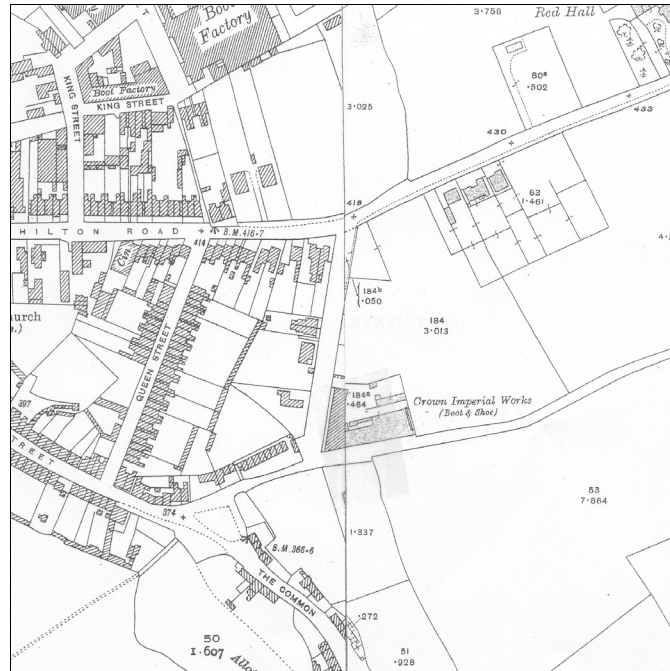 Boot
Factory
3·758
Red Hall
80ª
·502
KING STREET
Boot Factory
KING STREET
3·025
433
430
63
1·461
418
HILTON ROAD
414
B.M.416·7
184ᵇ
·050
184
3·013
QUEEN STREET
397
184ª
·464
Crown Imperial Works
(Boot & Shoe)
STREET
374
53
7·864
1·337
B.M.366·6
THE COMMON
·272
50
1·607
51
·928